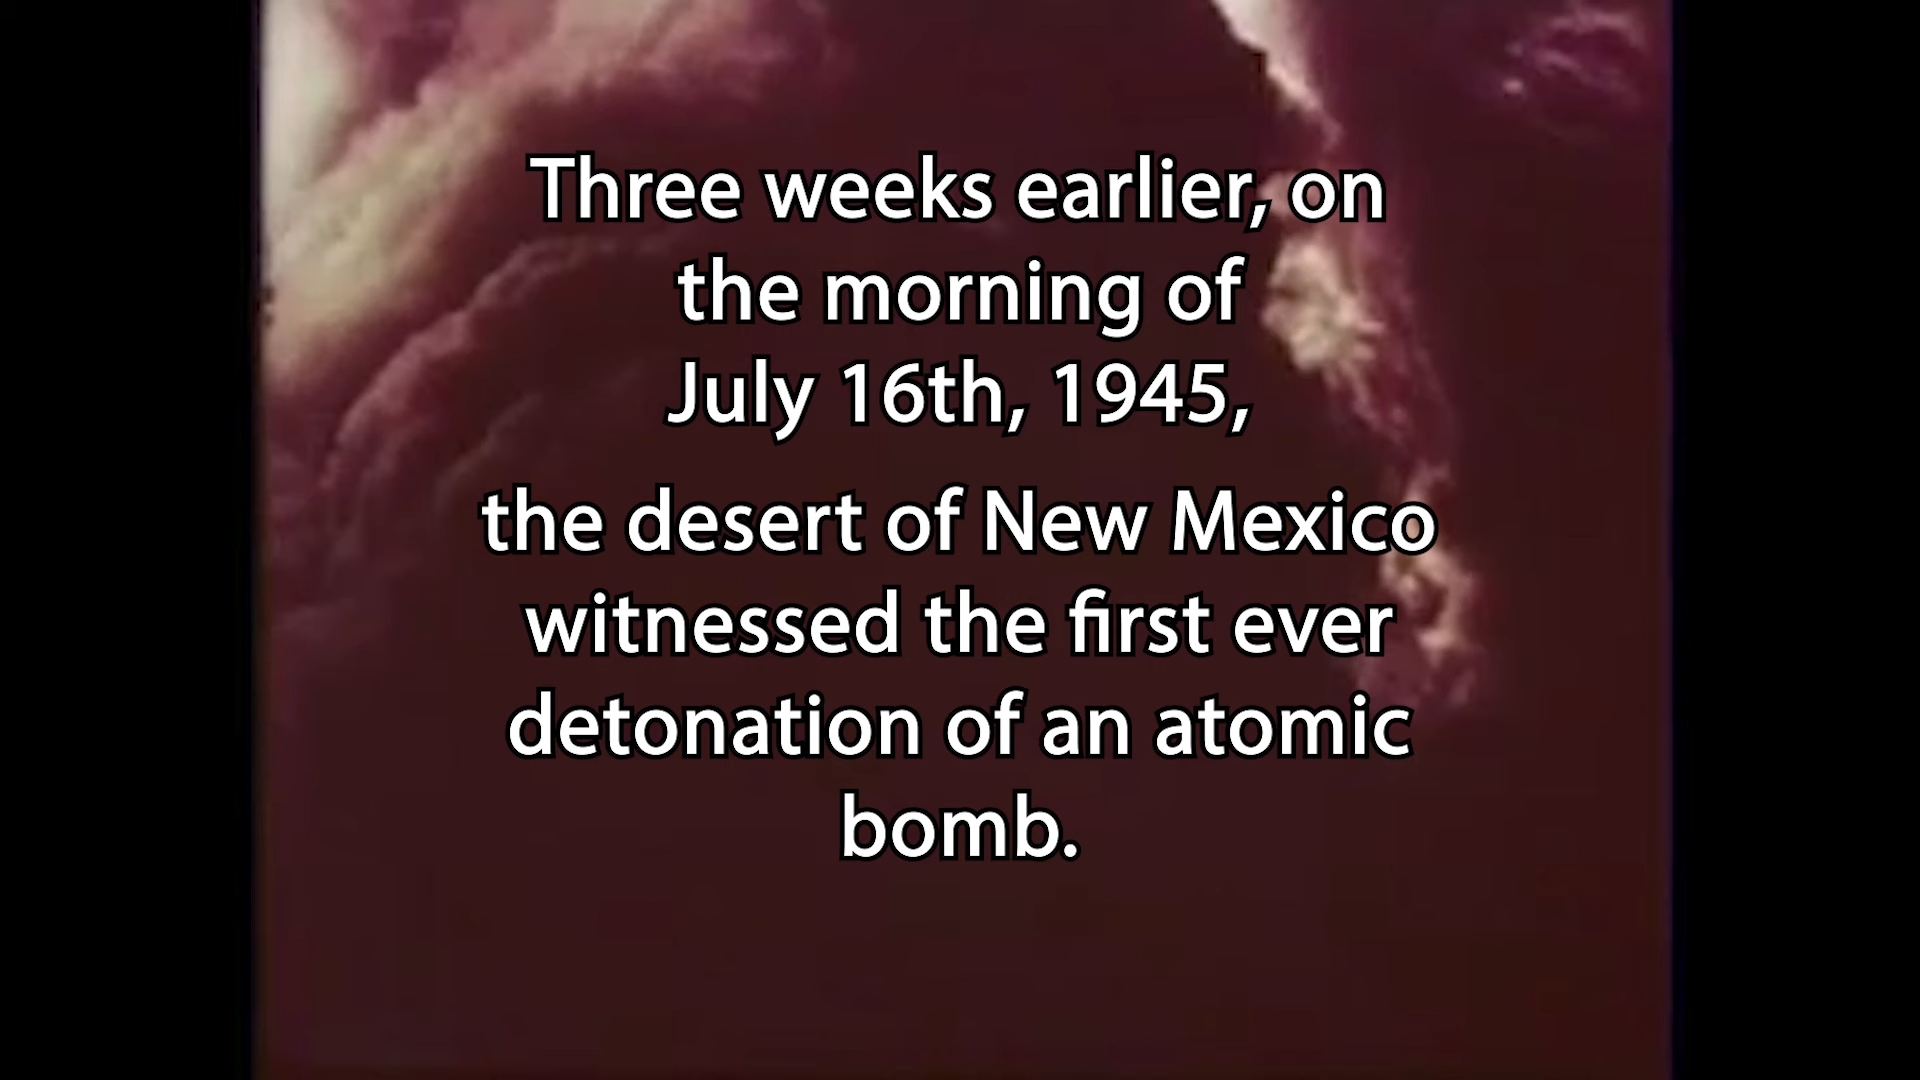 Three weeks earlier, on
the morning of
July 16th, 1945,
the desert of New Mexico
witnessed the first ever
detonation of an atomic
bomb.